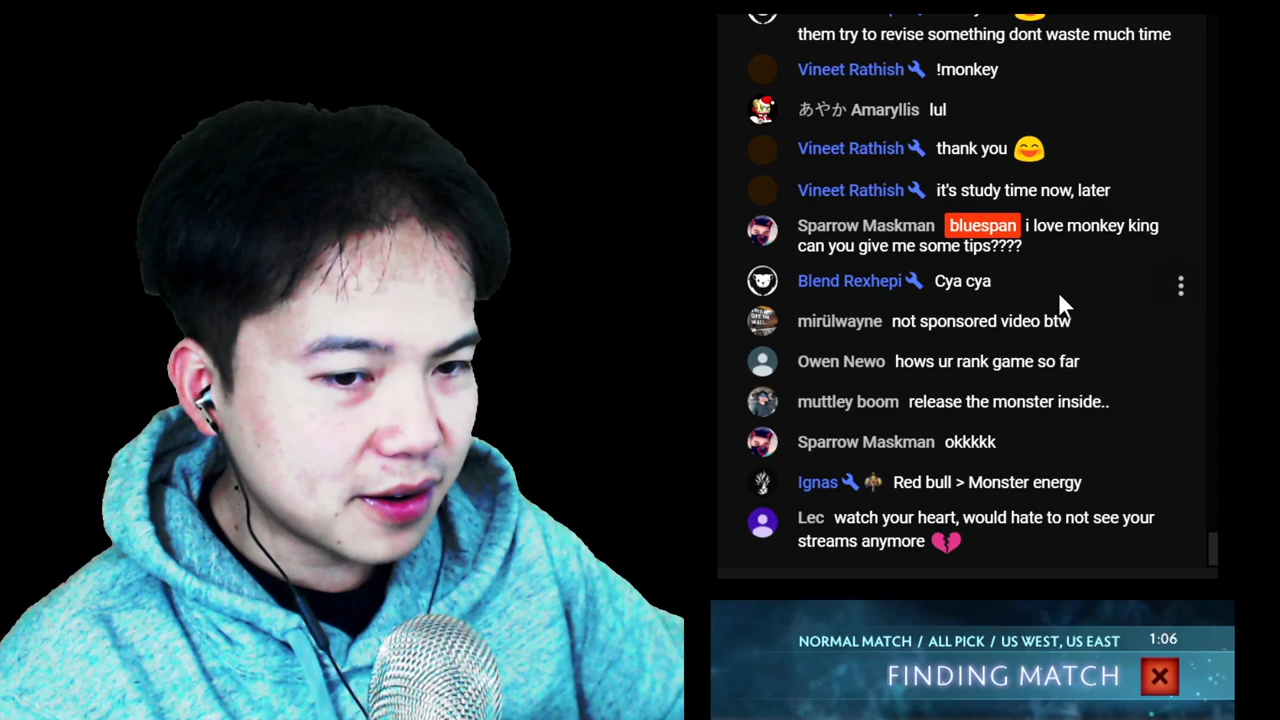 them try to revise something dont waste much time
Vineet Rathish !monkey
あやか Amaryllis lul
Vineet Rathish thank you
Vineet Rathish it's study time now, later
Sparrow Maskman bluespan i love monkey king
can you give me some tips????
Blend Rexhepi Cya cya
mirülwayne not sponsored video btw
Owen Newo hows ur rank game so far
muttley boom release the monster inside..
Sparrow Maskman okkkkk
Ignas Red bull > Monster energy
Lec watch your heart, would hate to not see your
streams anymore
NORMAL MATCH / ALL PICK / US WEST, US EAST 1:06
FINDING MATCH